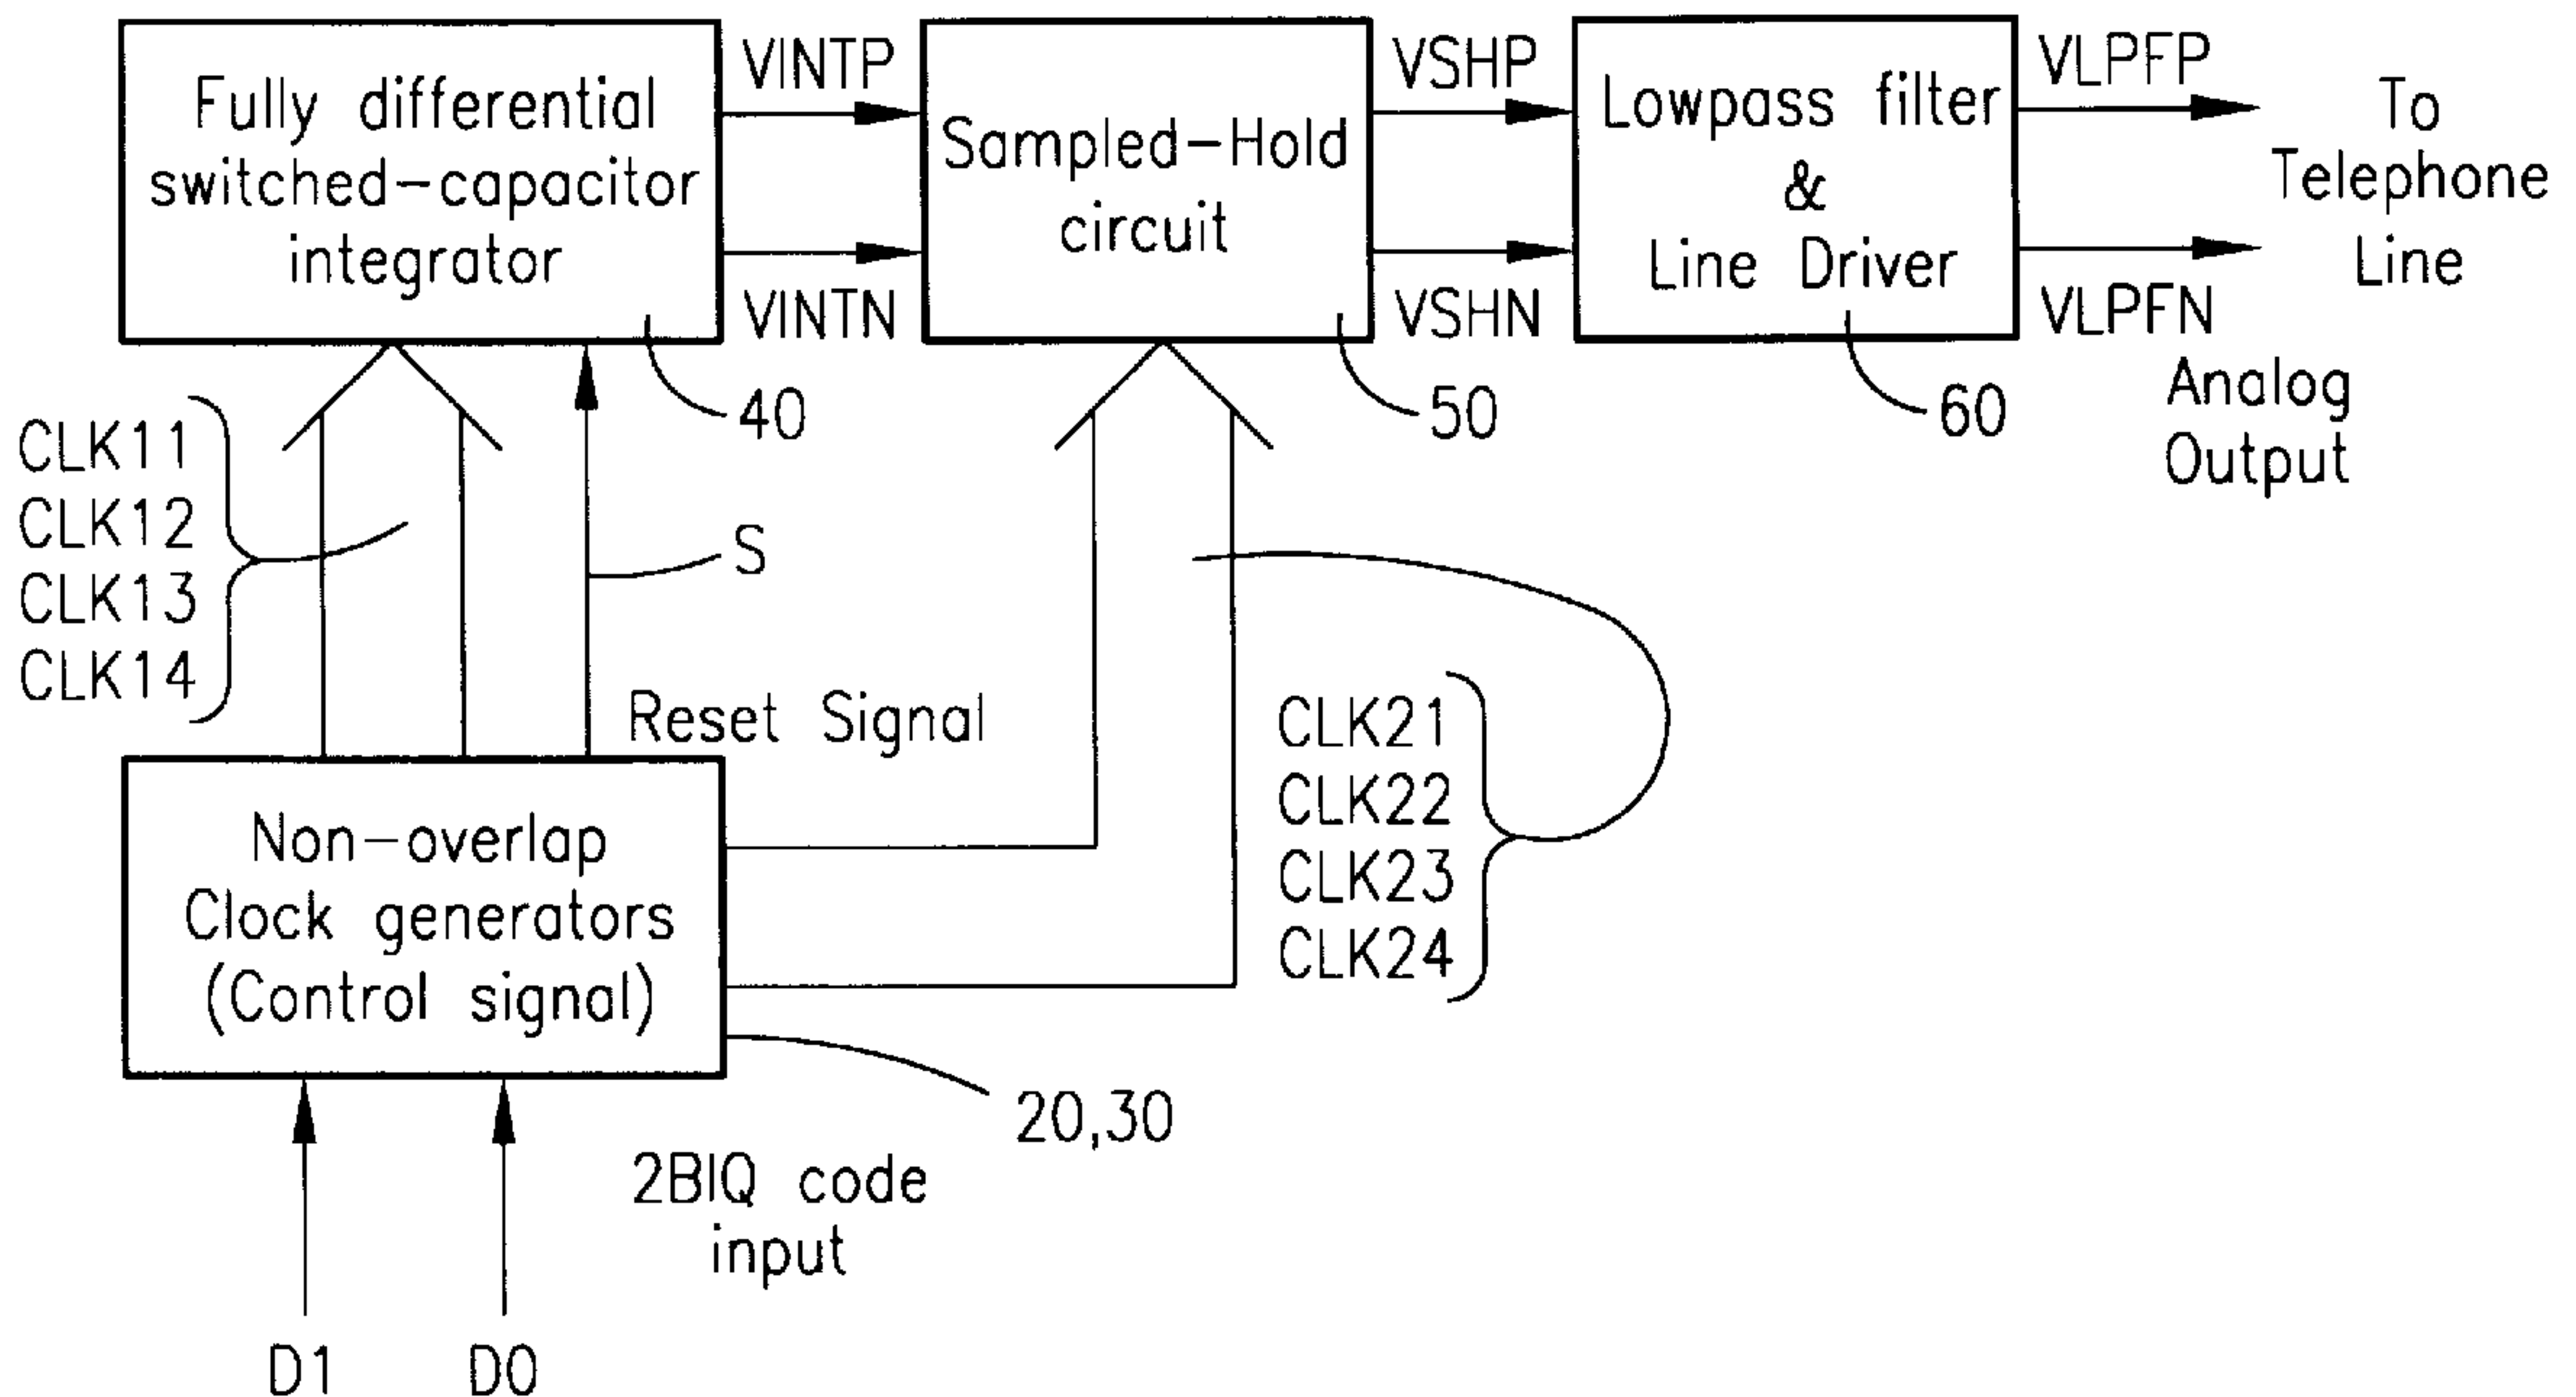 Fully differential
switched-capacitor
integrator
VINTP
VINTN
Sampled-Hold
circuit
VSHP
VSHN
Lowpass filter
&
Line Driver
VLPFP
VLPFN
To
Telephone
Line
Analog
Output
40
50
60
CLK11
CLK12
CLK13
CLK14
S
Reset Signal
CLK21
CLK22
CLK23
CLK24
Non-overlap
Clock generators
(Control signal)
20,30
2BIQ code
input
D1
D0